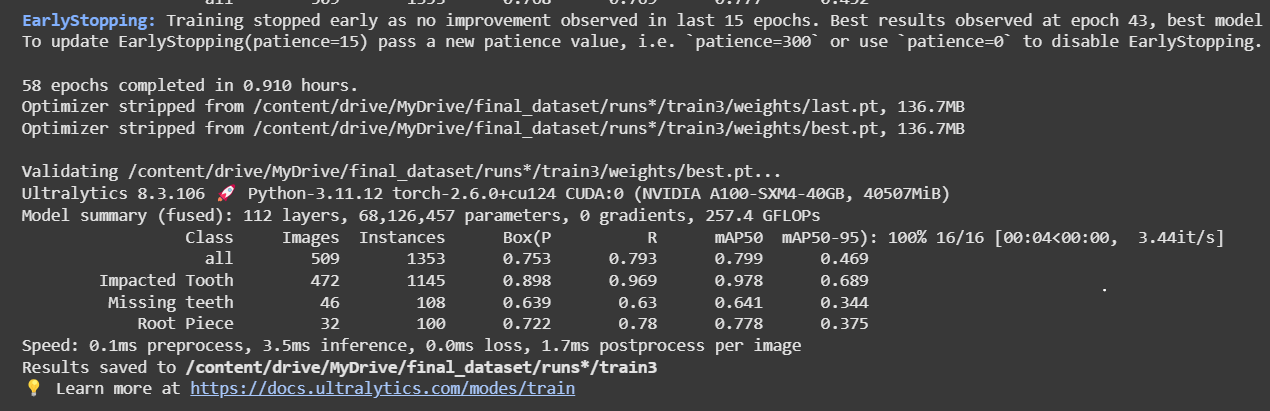 all 509 1353 0.768 0.769 0.777 0.452
EarlyStopping: Training stopped early as no improvement observed in last 15 epochs. Best results observed at epoch 43, best model
To update EarlyStopping(patience=15) pass a new patience value, i.e. `patience=300` or use `patience=0` to disable EarlyStopping.
58 epochs completed in 0.910 hours.
Optimizer stripped from /content/drive/MyDrive/final_dataset/runs*/train3/weights/last.pt, 136.7MB
Optimizer stripped from /content/drive/MyDrive/final_dataset/runs*/train3/weights/best.pt, 136.7MB
Validating /content/drive/MyDrive/final_dataset/runs*/train3/weights/best.pt...
Ultralytics 8.3.106 🚀 Python-3.11.12 torch-2.6.0+cu124 CUDA:0 (NVIDIA A100-SXM4-40GB, 40507MiB)
Model summary (fused): 112 layers, 68,126,457 parameters, 0 gradients, 257.4 GFLOPs
Class Images Instances Box(P R mAP50 mAP50-95): 100% 16/16 [00:04<00:00, 3.44it/s]
all 509 1353 0.753 0.793 0.799 0.469
Impacted Tooth 472 1145 0.898 0.969 0.978 0.689
Missing teeth 46 108 0.639 0.63 0.641 0.344
Root Piece 32 100 0.722 0.78 0.778 0.375
Speed: 0.1ms preprocess, 3.5ms inference, 0.0ms loss, 1.7ms postprocess per image
Results saved to /content/drive/MyDrive/final_dataset/runs*/train3
💡 Learn more at https://docs.ultralytics.com/modes/train